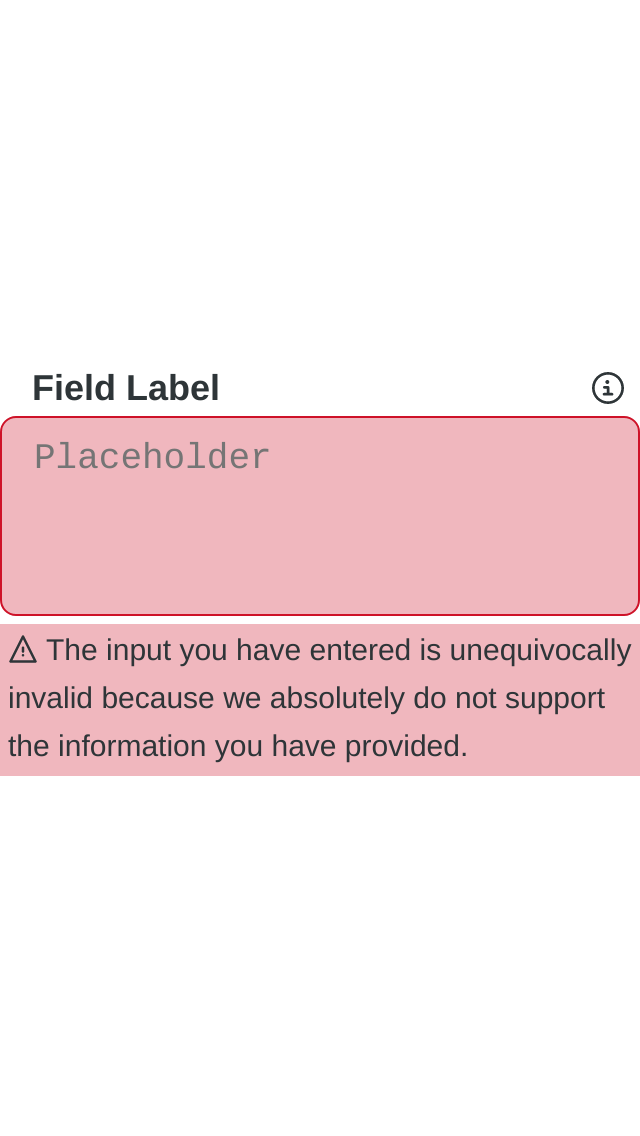 Field Label
Placeholder
The input you have entered is unequivocally
invalid because we absolutely do not support
the information you have provided.